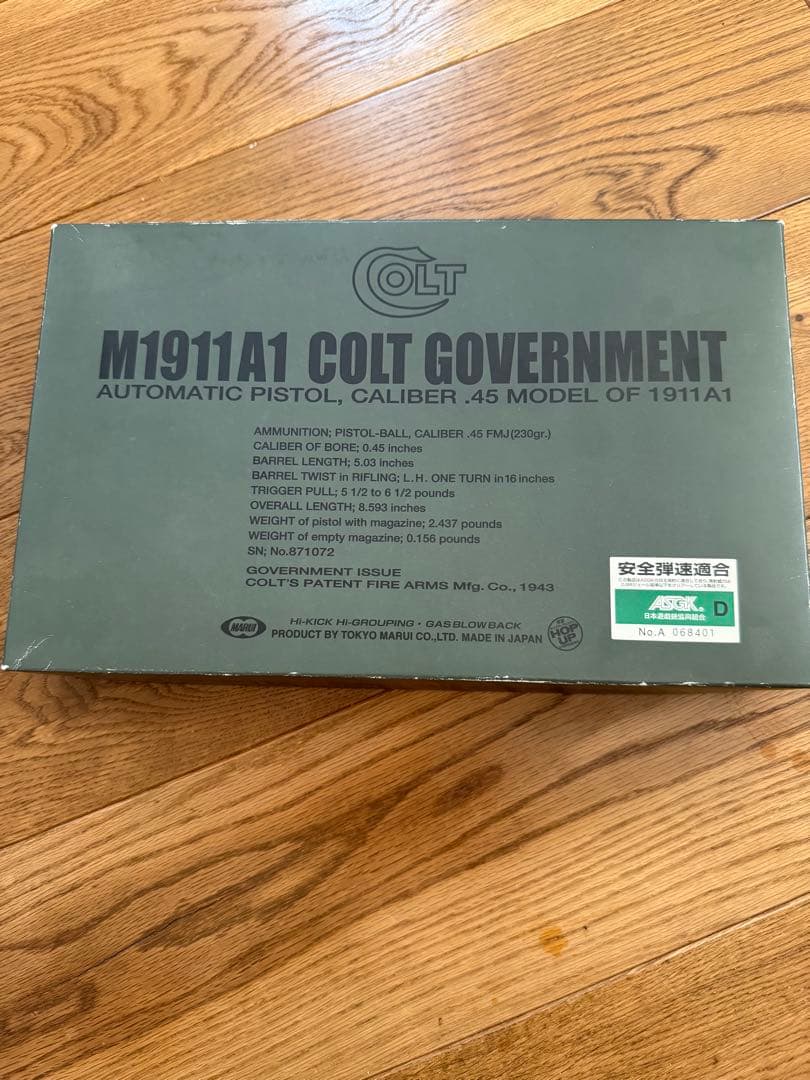 COLT
M1911A1 COLT GOVERNMENT
AUTOMATIC PISTOL, CALIBER .45 MODEL OF 1911A1
AMMUNITION; PISTOL-BALL, CALIBER .45 FMJ(230gr.)
CALIBER OF BORE; 0.45 inches
BARREL LENGTH; 5.03 inches
BARREL TWIST in RIFLING; L.H. ONE TURN in 16 inches
TRIGGER PULL; 5 1/2 to 6 1/2 pounds
OVERALL LENGTH; 8.593 inches
WEIGHT of pistol with magazine; 2.437 pounds
WEIGHT of empty magazine; 0.156 pounds
SN; No.871072
GOVERNMENT ISSUE
COLT'S PATENT FIRE ARMS Mfg. Co., 1943
MARUI
Hi-KICK Hi-GROUPING・GAS BLOW BACK
PRODUCT BY TOKYO MARUI CO.,LTD. MADE IN JAPAN
HOP UP
安全弾速適合
ASGK. D
日本遊戯銃協同組合
No.A 068401